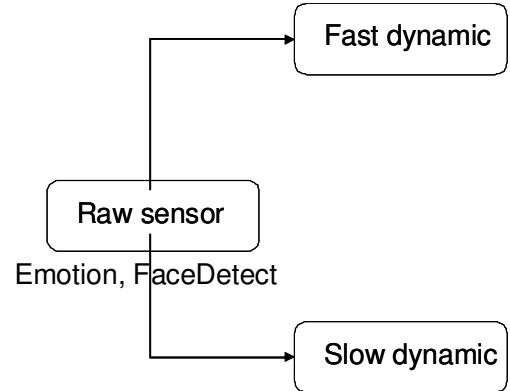 Fast dynamic
Raw sensor
Emotion, FaceDetect
Slow dynamic